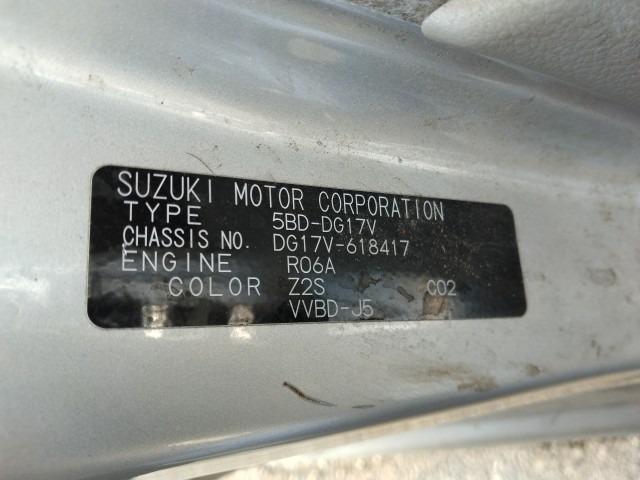 SUZUKI MOTOR CORPORATION
TYPE 5BD-DG17V
CHASSIS NO. DG17V-618417
ENGINE R06A
COLOR Z2S C02
VVBD-J5